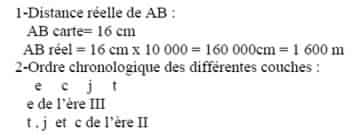 1-Distance réelle de AB :
AB carte= 16 cm
AB réel = 16 cm x 10 000 = 160 000cm = 1 600 m
2-Ordre chronologique des différentes couches :
e c j t
e de l'ère III
t . j et c de l'ère II